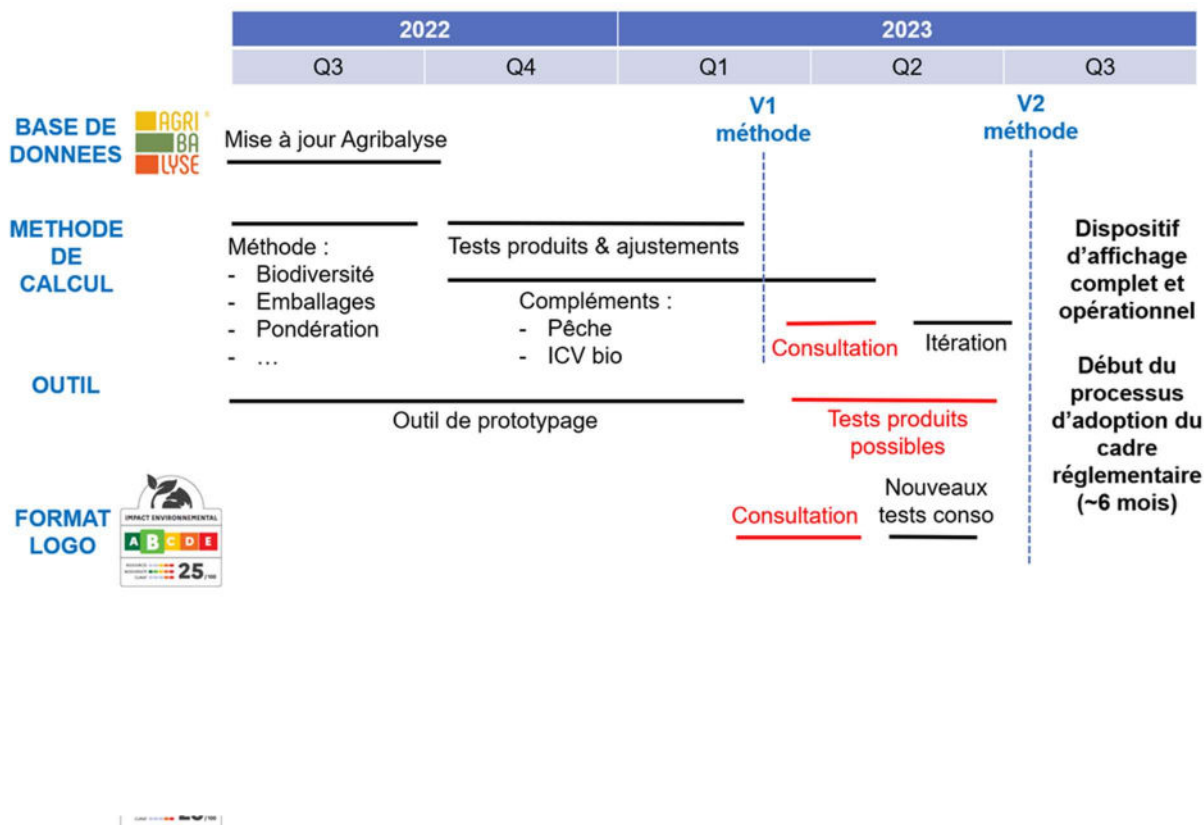 2022 2023
Q3 Q4 Q1 Q2 Q3
V1
méthode
V2
méthode
BASE DE
DONNEES
AGRI
BA
LYSE
Mise à jour Agribalyse
METHODE
DE
CALCUL
Méthode :
- Biodiversité
- Emballages
- Pondération
- …
Tests produits & ajustements
Compléments :
- Pêche
- ICV bio
Consultation
Itération
Dispositif
d’affichage
complet et
opérationnel
Début du
processus
d’adoption du
cadre
réglementaire
(~6 mois)
OUTIL
Outil de prototypage
Tests produits
possibles
FORMAT
LOGO
IMPACT ENVIRONNEMENTAL
A B C D E
25/100
Consultation
Nouveaux
tests conso